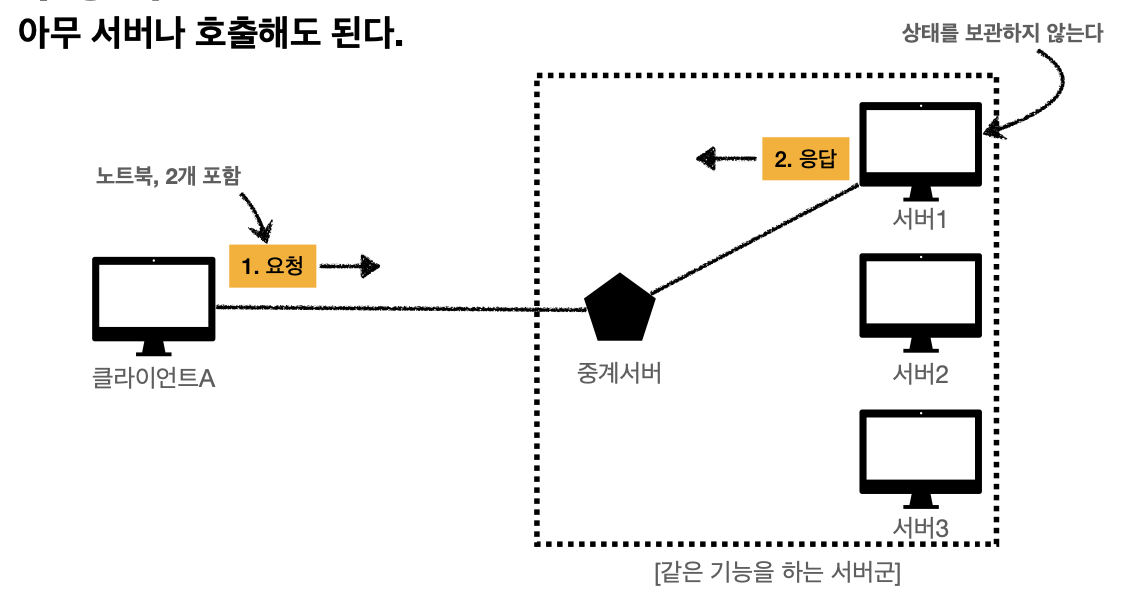 아무 서버나 호출해도 된다.
상태를 보관하지 않는다
2. 응답
노트북, 2개 포함
서버1
1. 요청
클라이언트A
중계서버
서버2
서버3
[같은 기능을 하는 서버군]